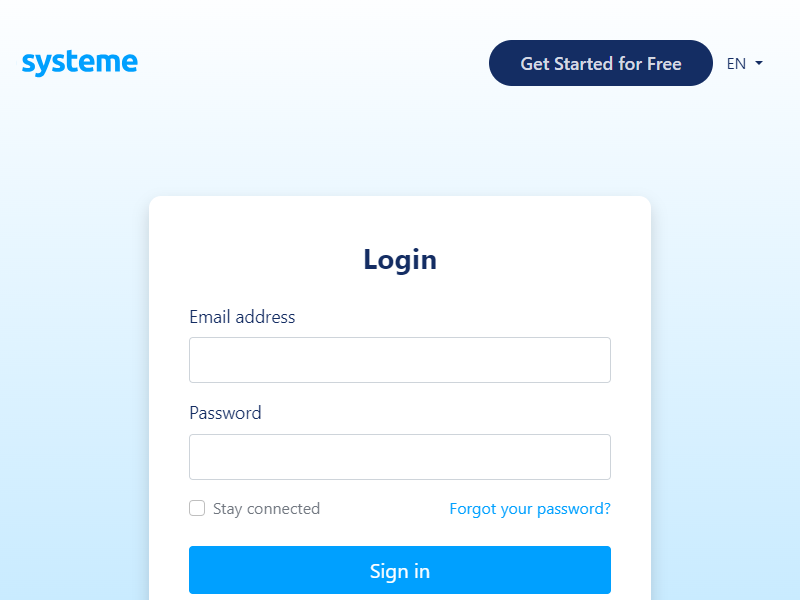 systeme
Get Started for Free
EN
Login
Email address
Password
Stay connected
Forgot your password?
Sign in